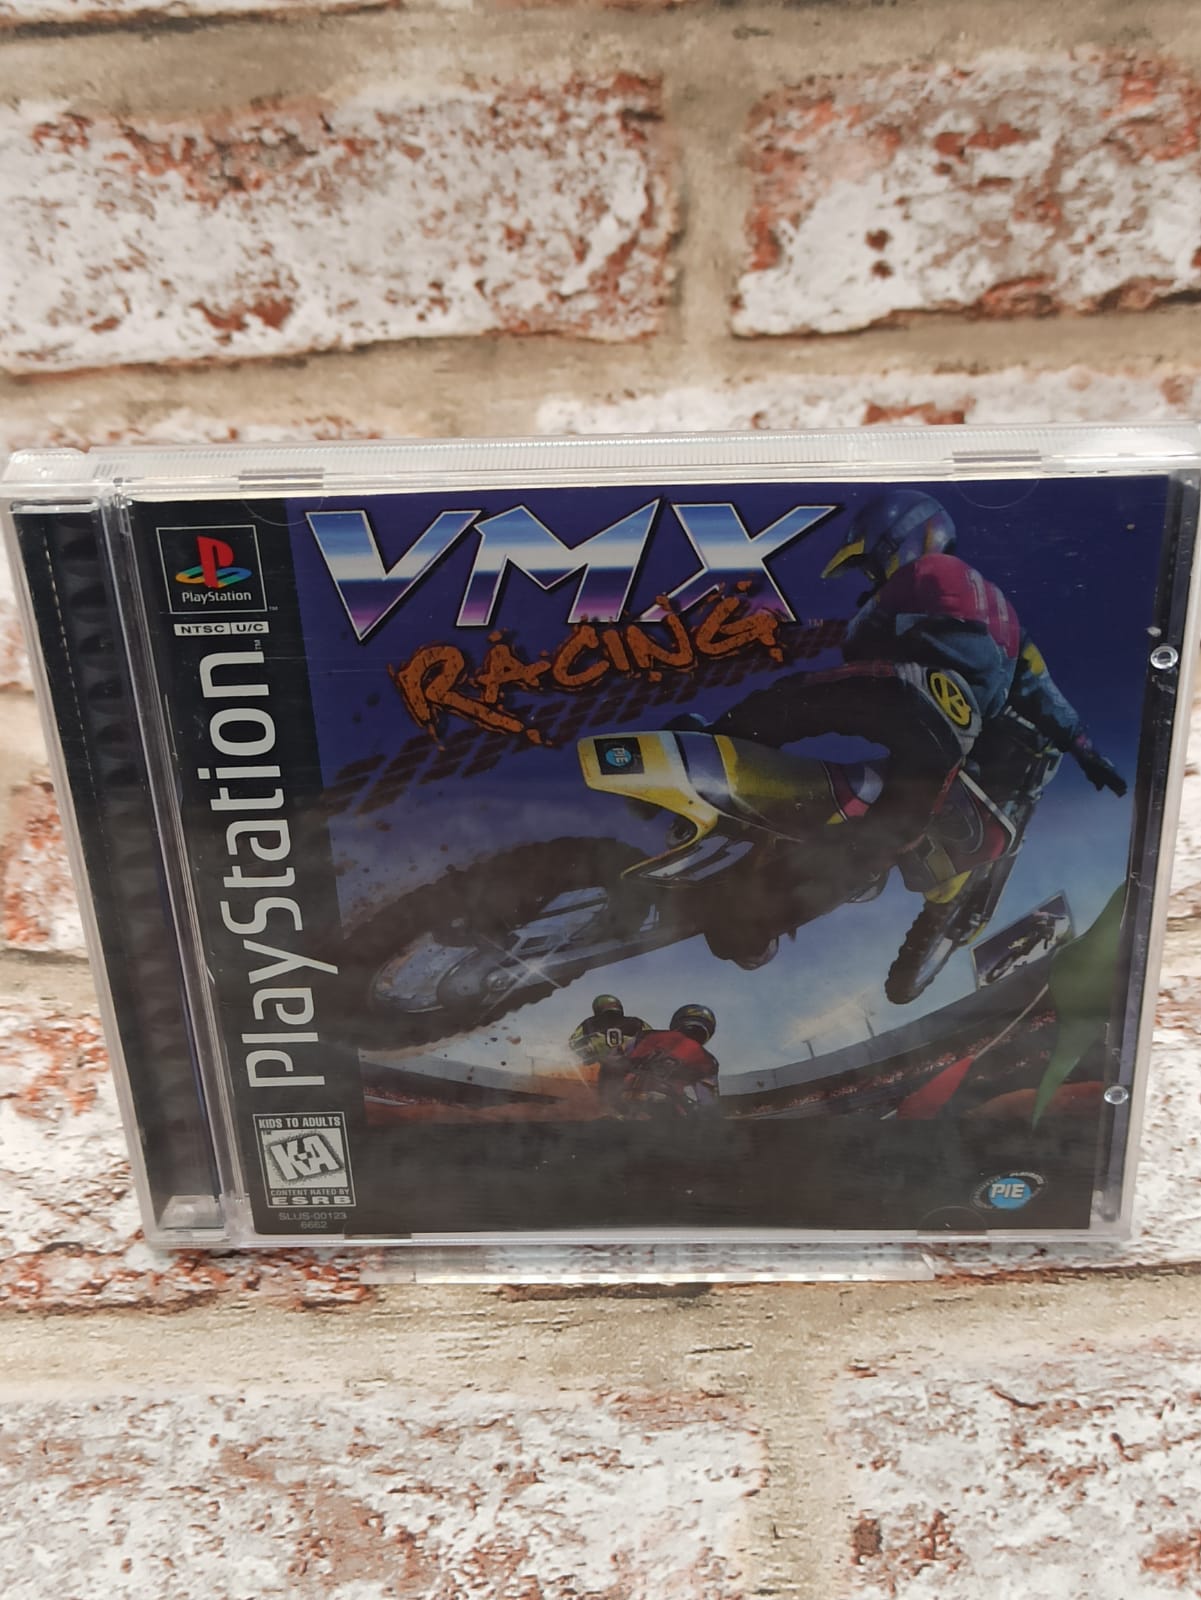 PlayStation
NTSC U/C
PlayStation
VMX
RACING
KIDS TO ADULTS
K-A
CONTENT RATED BY
ESRB
SLUS-00123
6662
PIE